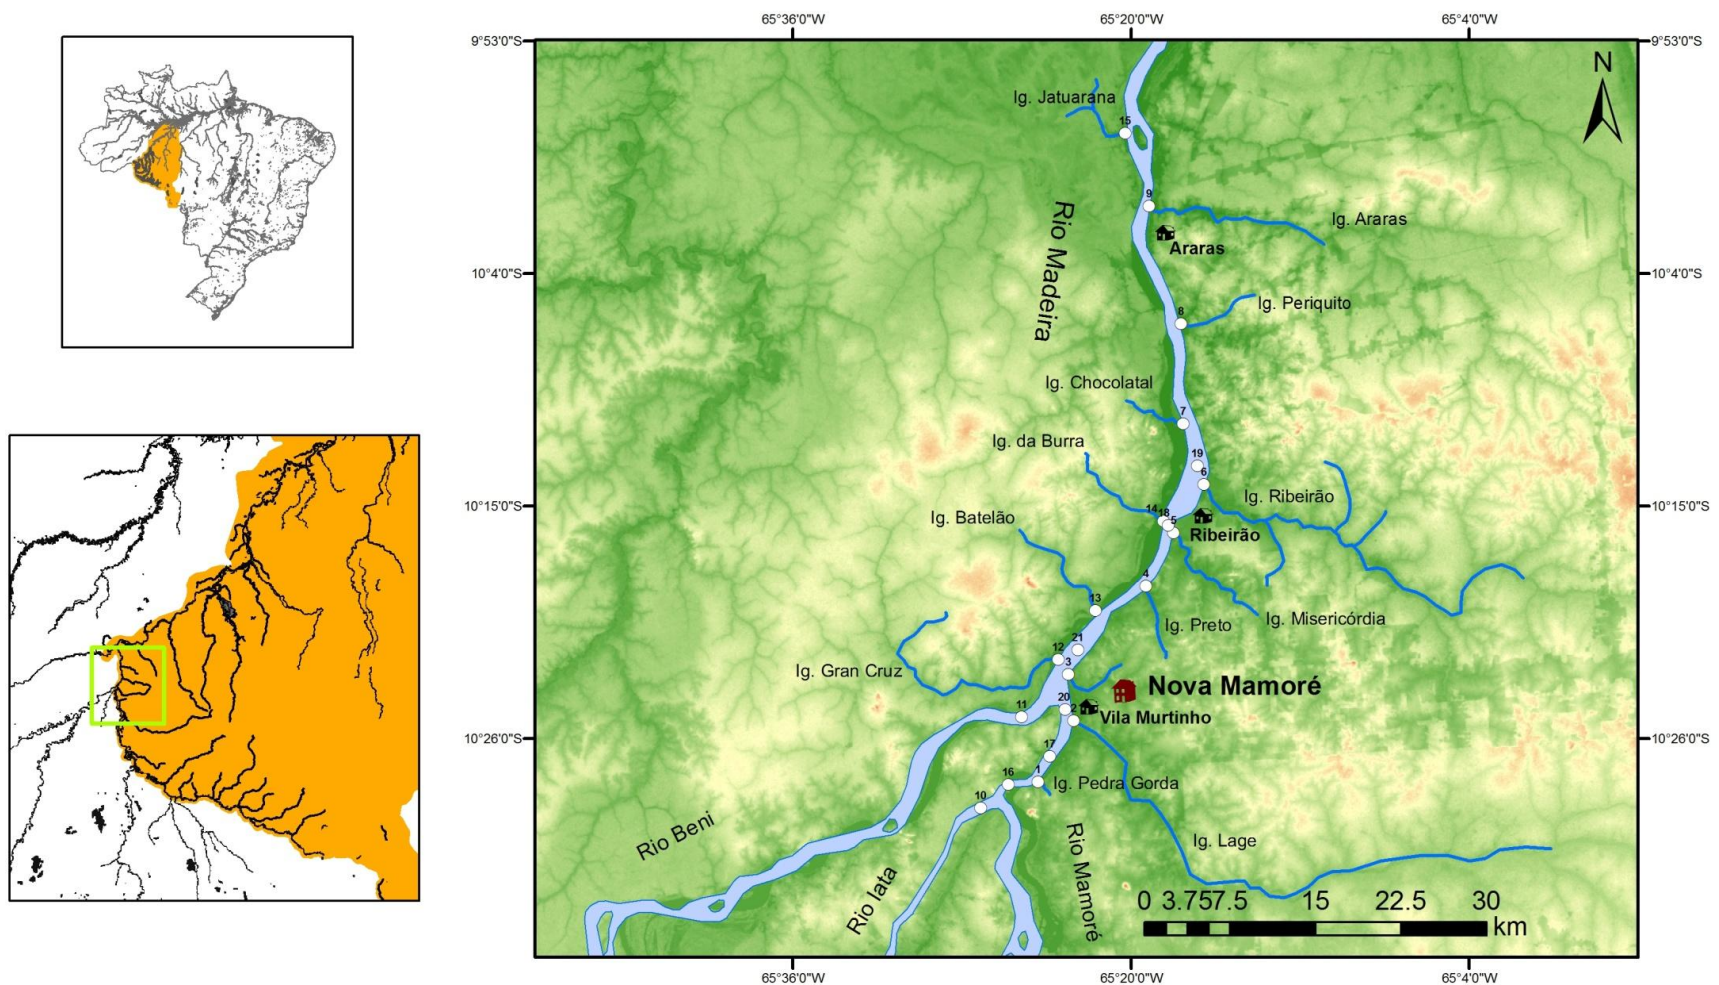 65°36'0"W
65°20'0"W
65°4'0"W
9°53'0"S
9°53'0"S
N
Ig. Jatuarana
15
9
Ig. Araras
Araras
Rio Madeira
10°4'0"S
10°4'0"S
Ig. Periquito
8
Ig. Chocolatal
7
Ig. da Burra
19
6
Ig. Ribeirão
10°15'0"S
10°15'0"S
14
18
5
Ig. Batelão
Ribeirão
4
13
Ig. Misericórdia
Ig. Preto
21
12
3
Ig. Gran Cruz
Nova Mamoré
11
20
2
Vila Murtinho
10°26'0"S
10°26'0"S
17
16
1
Ig. Pedra Gorda
10
Rio Beni
Rio Iata
Rio Mamoré
Ig. Lage
0 3.757.5 15 22.5 30
km
65°36'0"W
65°20'0"W
65°4'0"W